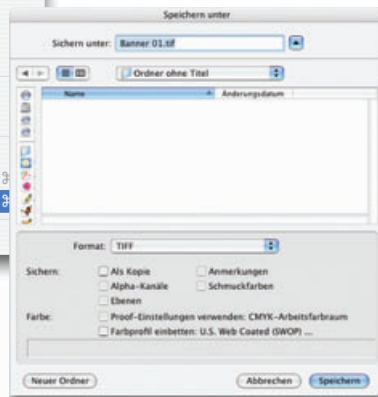 Speichern unter
Sichern unter: Banner 01.tif
Ordner ohne Titel
Name Änderungsdatum
Format: TIFF
Sichern: Als Kopie Anmerkungen
Alpha-Kanäle Schmuckfarben
Ebenen
Farbe: Proof-Einstellungen verwenden: CMYK-Arbeitsfarbraum
Farbprofil einbetten: U.S. Web Coated (SWOP) ...
Neuer Ordner Abbrechen Speichern